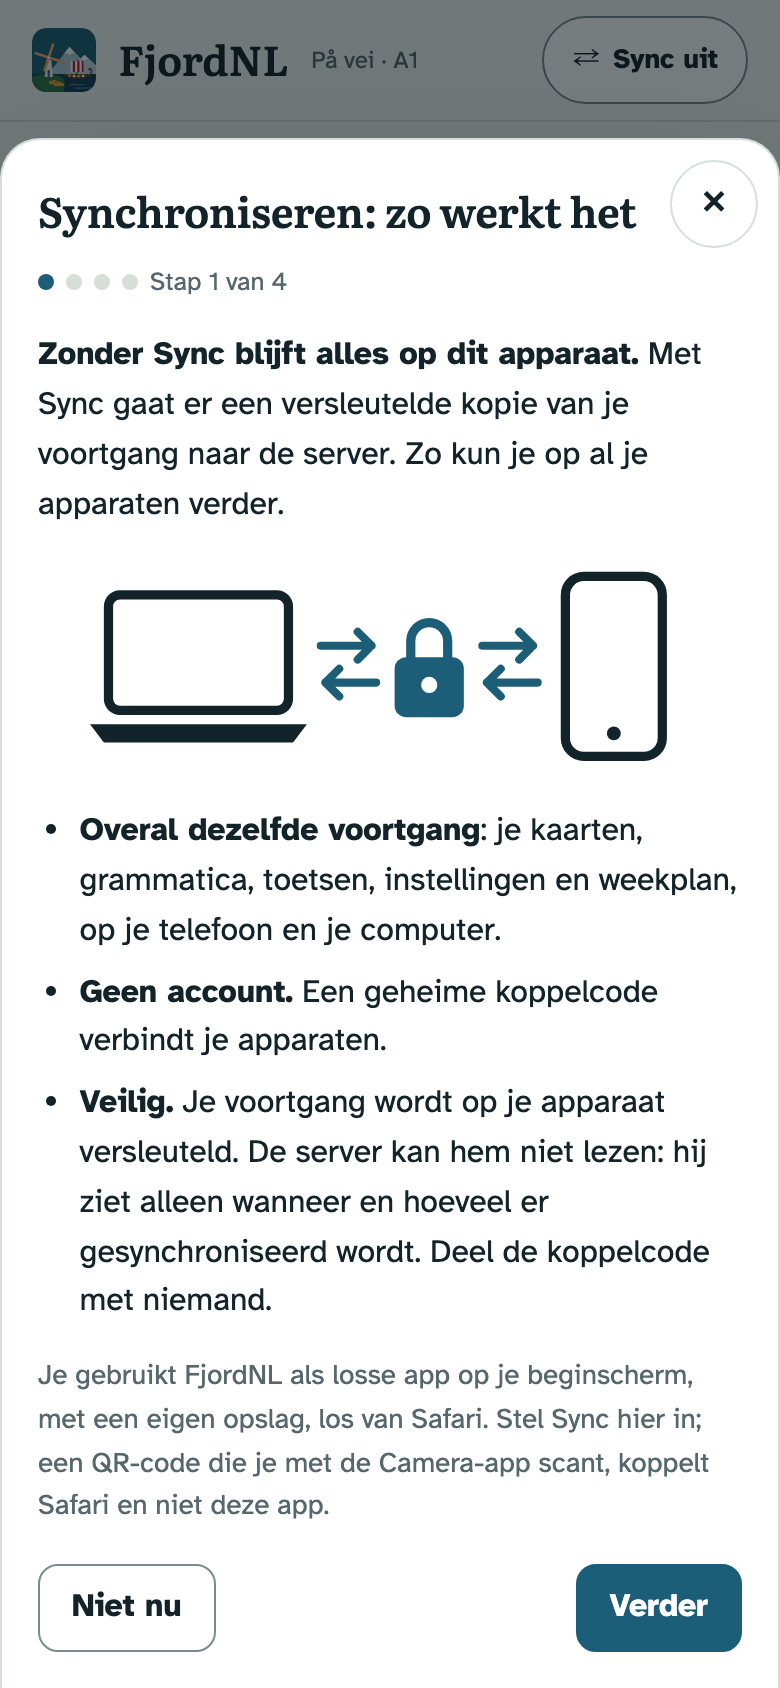 FjordNL På vei · A1 ⇄ Sync uit
Synchroniseren: zo werkt het ×
Stap 1 van 4
Zonder Sync blijft alles op dit apparaat. Met
Sync gaat er een versleutelde kopie van je
voortgang naar de server. Zo kun je op al je
apparaten verder.
• Overal dezelfde voortgang: je kaarten,
grammatica, toetsen, instellingen en weekplan,
op je telefoon en je computer.
• Geen account. Een geheime koppelcode
verbindt je apparaten.
• Veilig. Je voortgang wordt op je apparaat
versleuteld. De server kan hem niet lezen: hij
ziet alleen wanneer en hoeveel er
gesynchroniseerd wordt. Deel de koppelcode
met niemand.
Je gebruikt FjordNL als losse app op je beginscherm,
met een eigen opslag, los van Safari. Stel Sync hier in;
een QR-code die je met de Camera-app scant, koppelt
Safari en niet deze app.
Niet nu Verder